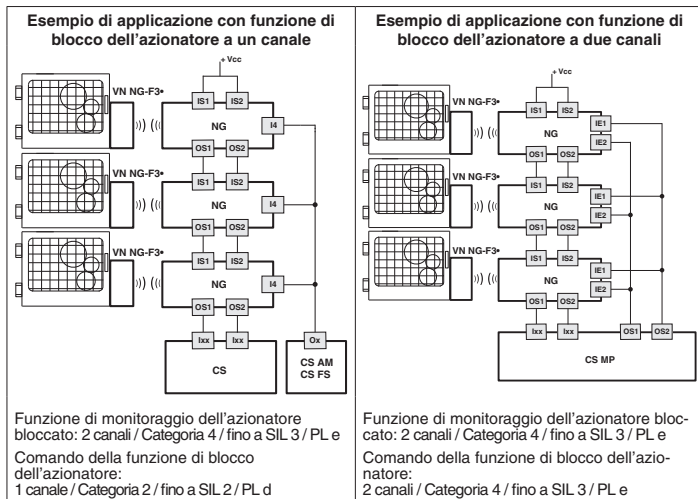 Esempio di applicazione con funzione di
blocco dell'azionatore a un canale
+ Vcc
VN NG-F3•
IS1
IS2
NG
I4
OS1
OS2
VN NG-F3•
IS1
IS2
NG
I4
OS1
OS2
VN NG-F3•
IS1
IS2
NG
I4
OS1
OS2
Ixx
Ixx
Ox
CS
CS AM
CS FS
Funzione di monitoraggio dell'azionatore
bloccato: 2 canali / Categoria 4 / fino a SIL 3 / PL e
Comando della funzione di blocco
dell'azionatore:
1 canale / Categoria 2 / fino a SIL 2 / PL d
Esempio di applicazione con funzione di
blocco dell'azionatore a due canali
+ Vcc
VN NG-F3•
IS1
IS2
NG
IE1
IE2
OS1
OS2
VN NG-F3•
IS1
IS2
NG
IE1
IE2
OS1
OS2
VN NG-F3•
IS1
IS2
NG
IE1
IE2
OS1
OS2
Ixx
Ixx
OS1
OS2
CS MP
Funzione di monitoraggio dell'azionatore bloc-
cato: 2 canali / Categoria 4 / fino a SIL 3 / PL e
Comando della funzione di blocco dell'azio-
natore:
2 canali / Categoria 4 / fino a SIL 3 / PL e